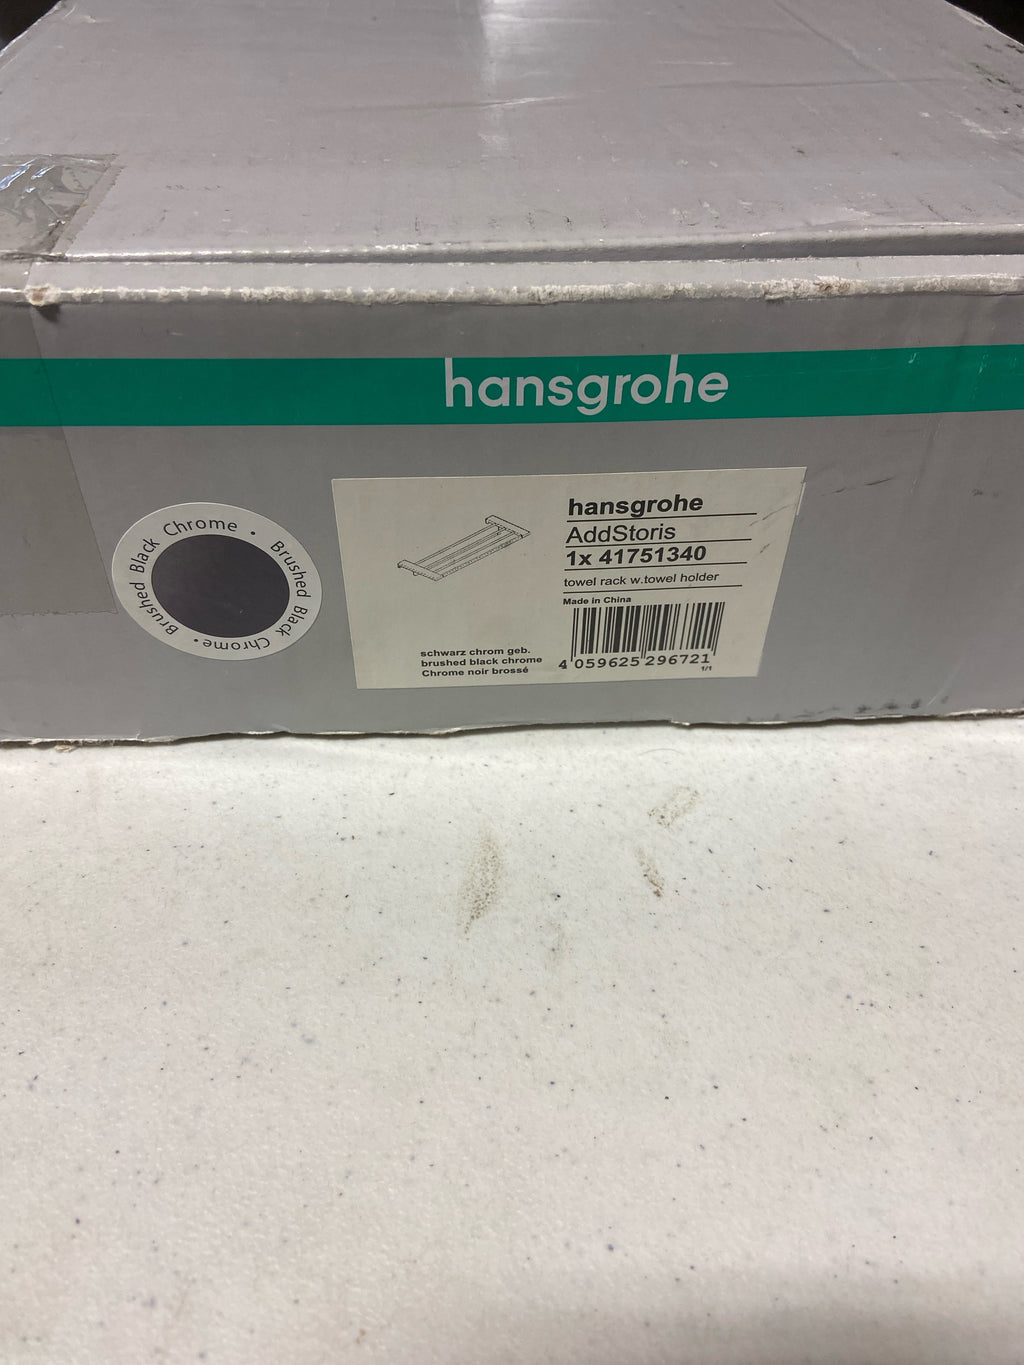 hansgrohe
Brushed Black Chrome • Brushed Black Chrome •
hansgrohe
AddStoris
1x 41751340
towel rack w.towel holder
Made in China
schwarz chrom geb.
brushed black chrome
Chrome noir brossé
4 059625 296721
1/1